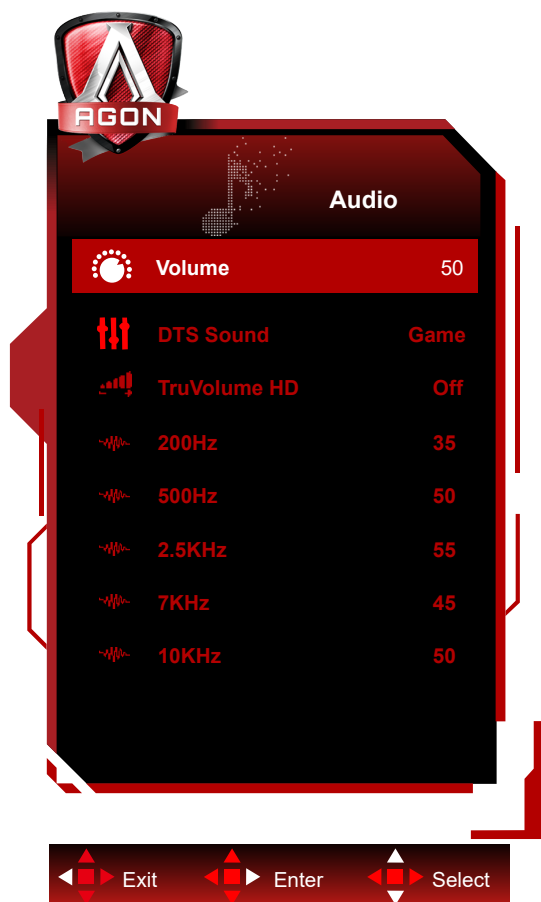 AGON
Audio
Volume 50
DTS Sound Game
TruVolume HD Off
200Hz 35
500Hz 50
2.5KHz 55
7KHz 45
10KHz 50
Exit Enter Select